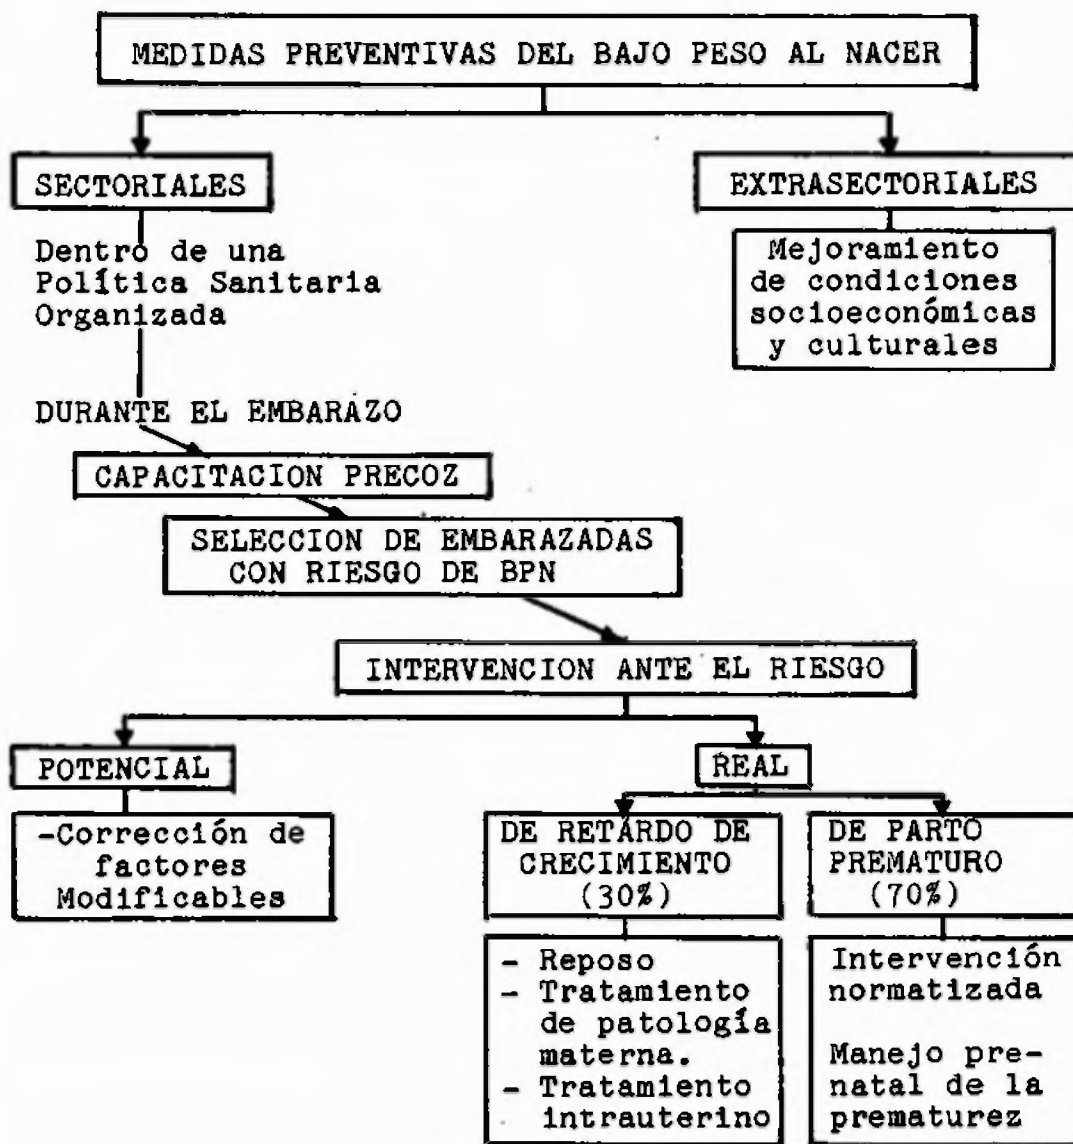 MEDIDAS PREVENTIVAS DEL BAJO PESO AL NACER
SECTORIALES
Dentro de una
Política Sanitaria
Organizada
EXTRASECTORIALES
Mejoramiento
de condiciones
socioeconómicas
y culturales
DURANTE EL EMBARAZO
CAPACITACION PRECOZ
SELECCION DE EMBARAZADAS
CON RIESGO DE BPN
INTERVENCION ANTE EL RIESGO
POTENCIAL
-Corrección de
factores
Modificables
REAL
DE RETARDO DE
CRECIMIENTO
(30%)
- Reposo
- Tratamiento
de patología
materna.
- Tratamiento
intrauterino
DE PARTO
PREMATURO
(70%)
Intervención
normatizada
Manejo pre-
natal de la
prematurez